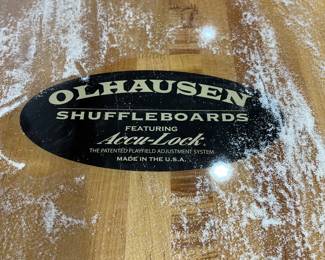 OLHAUSEN
SHUFFLEBOARDS
FEATURING
Accu-Lock
THE PATENTED PLAYFIELD ADJUSTMENT SYSTEM
MADE IN THE U.S.A.